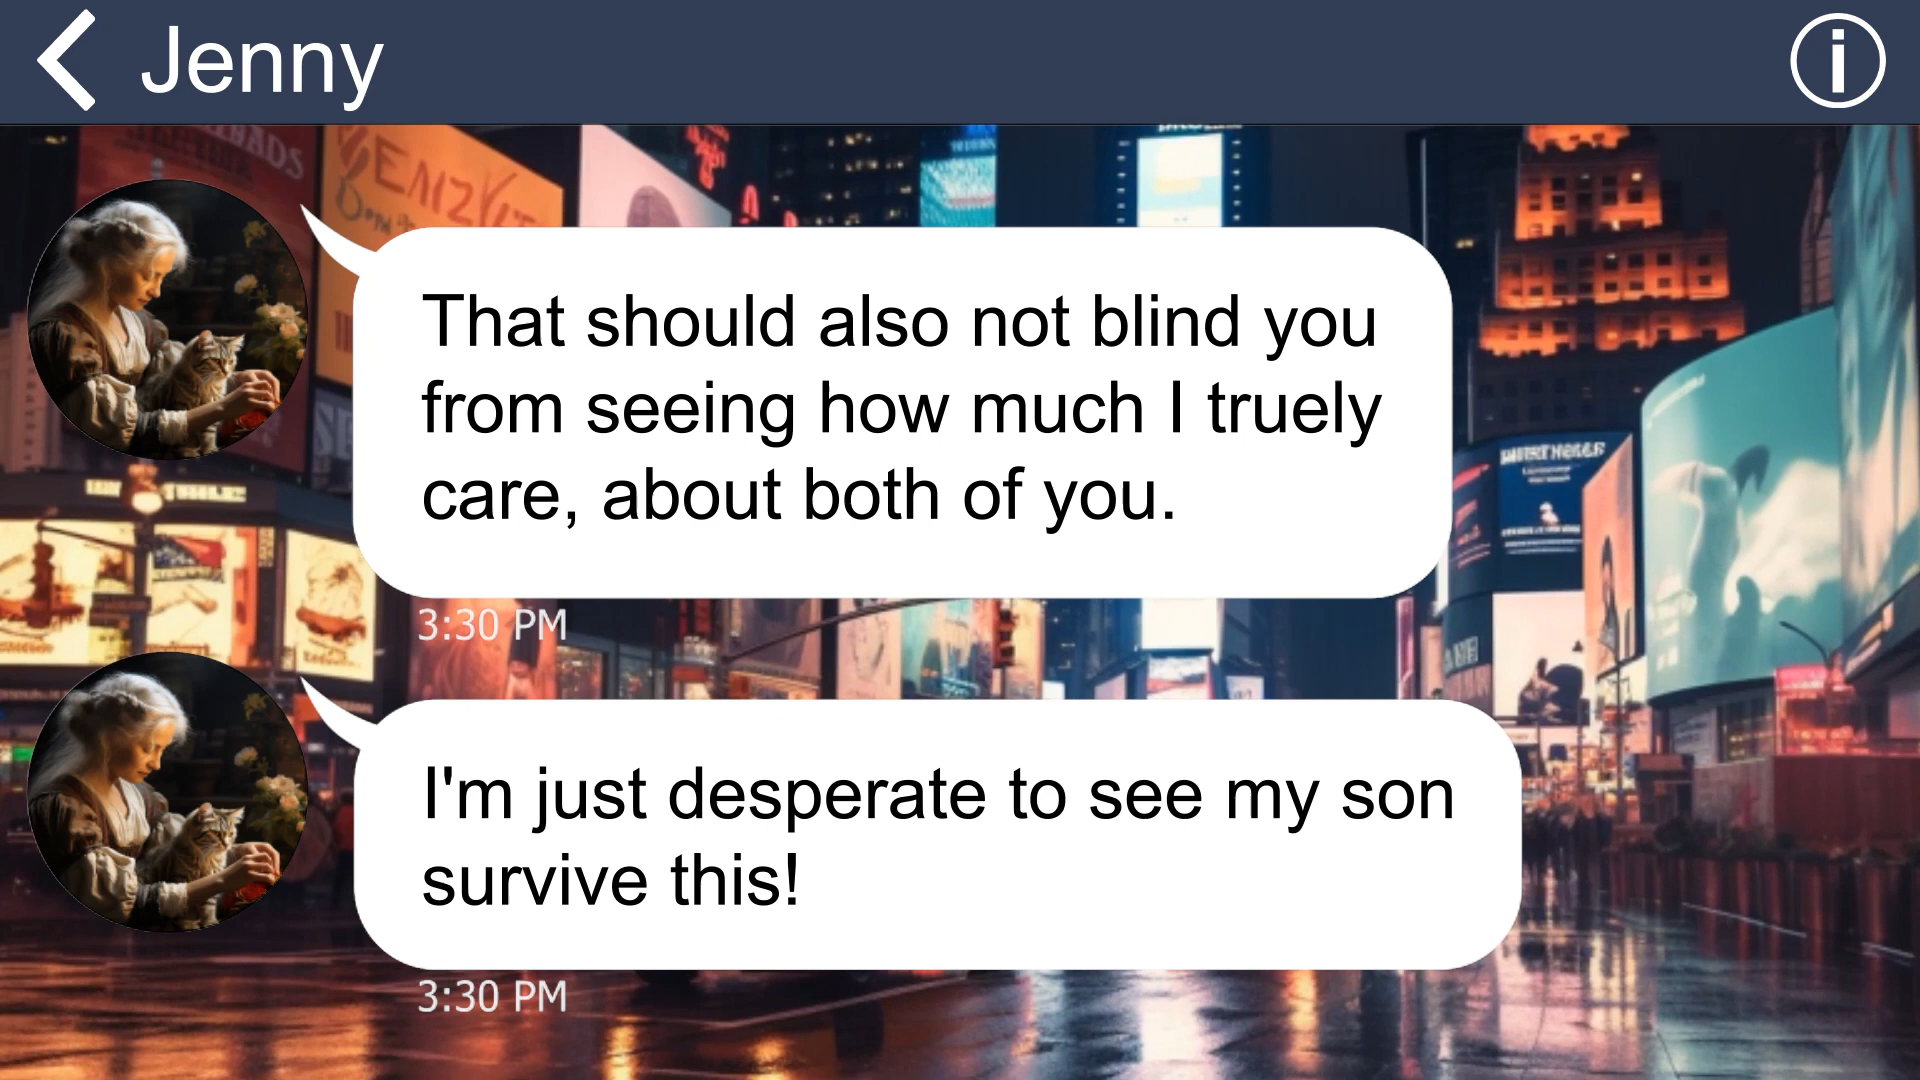 Jenny
That should also not blind you
from seeing how much I truely
care, about both of you.
3:30 PM
I'm just desperate to see my son
survive this!
3:30 PM